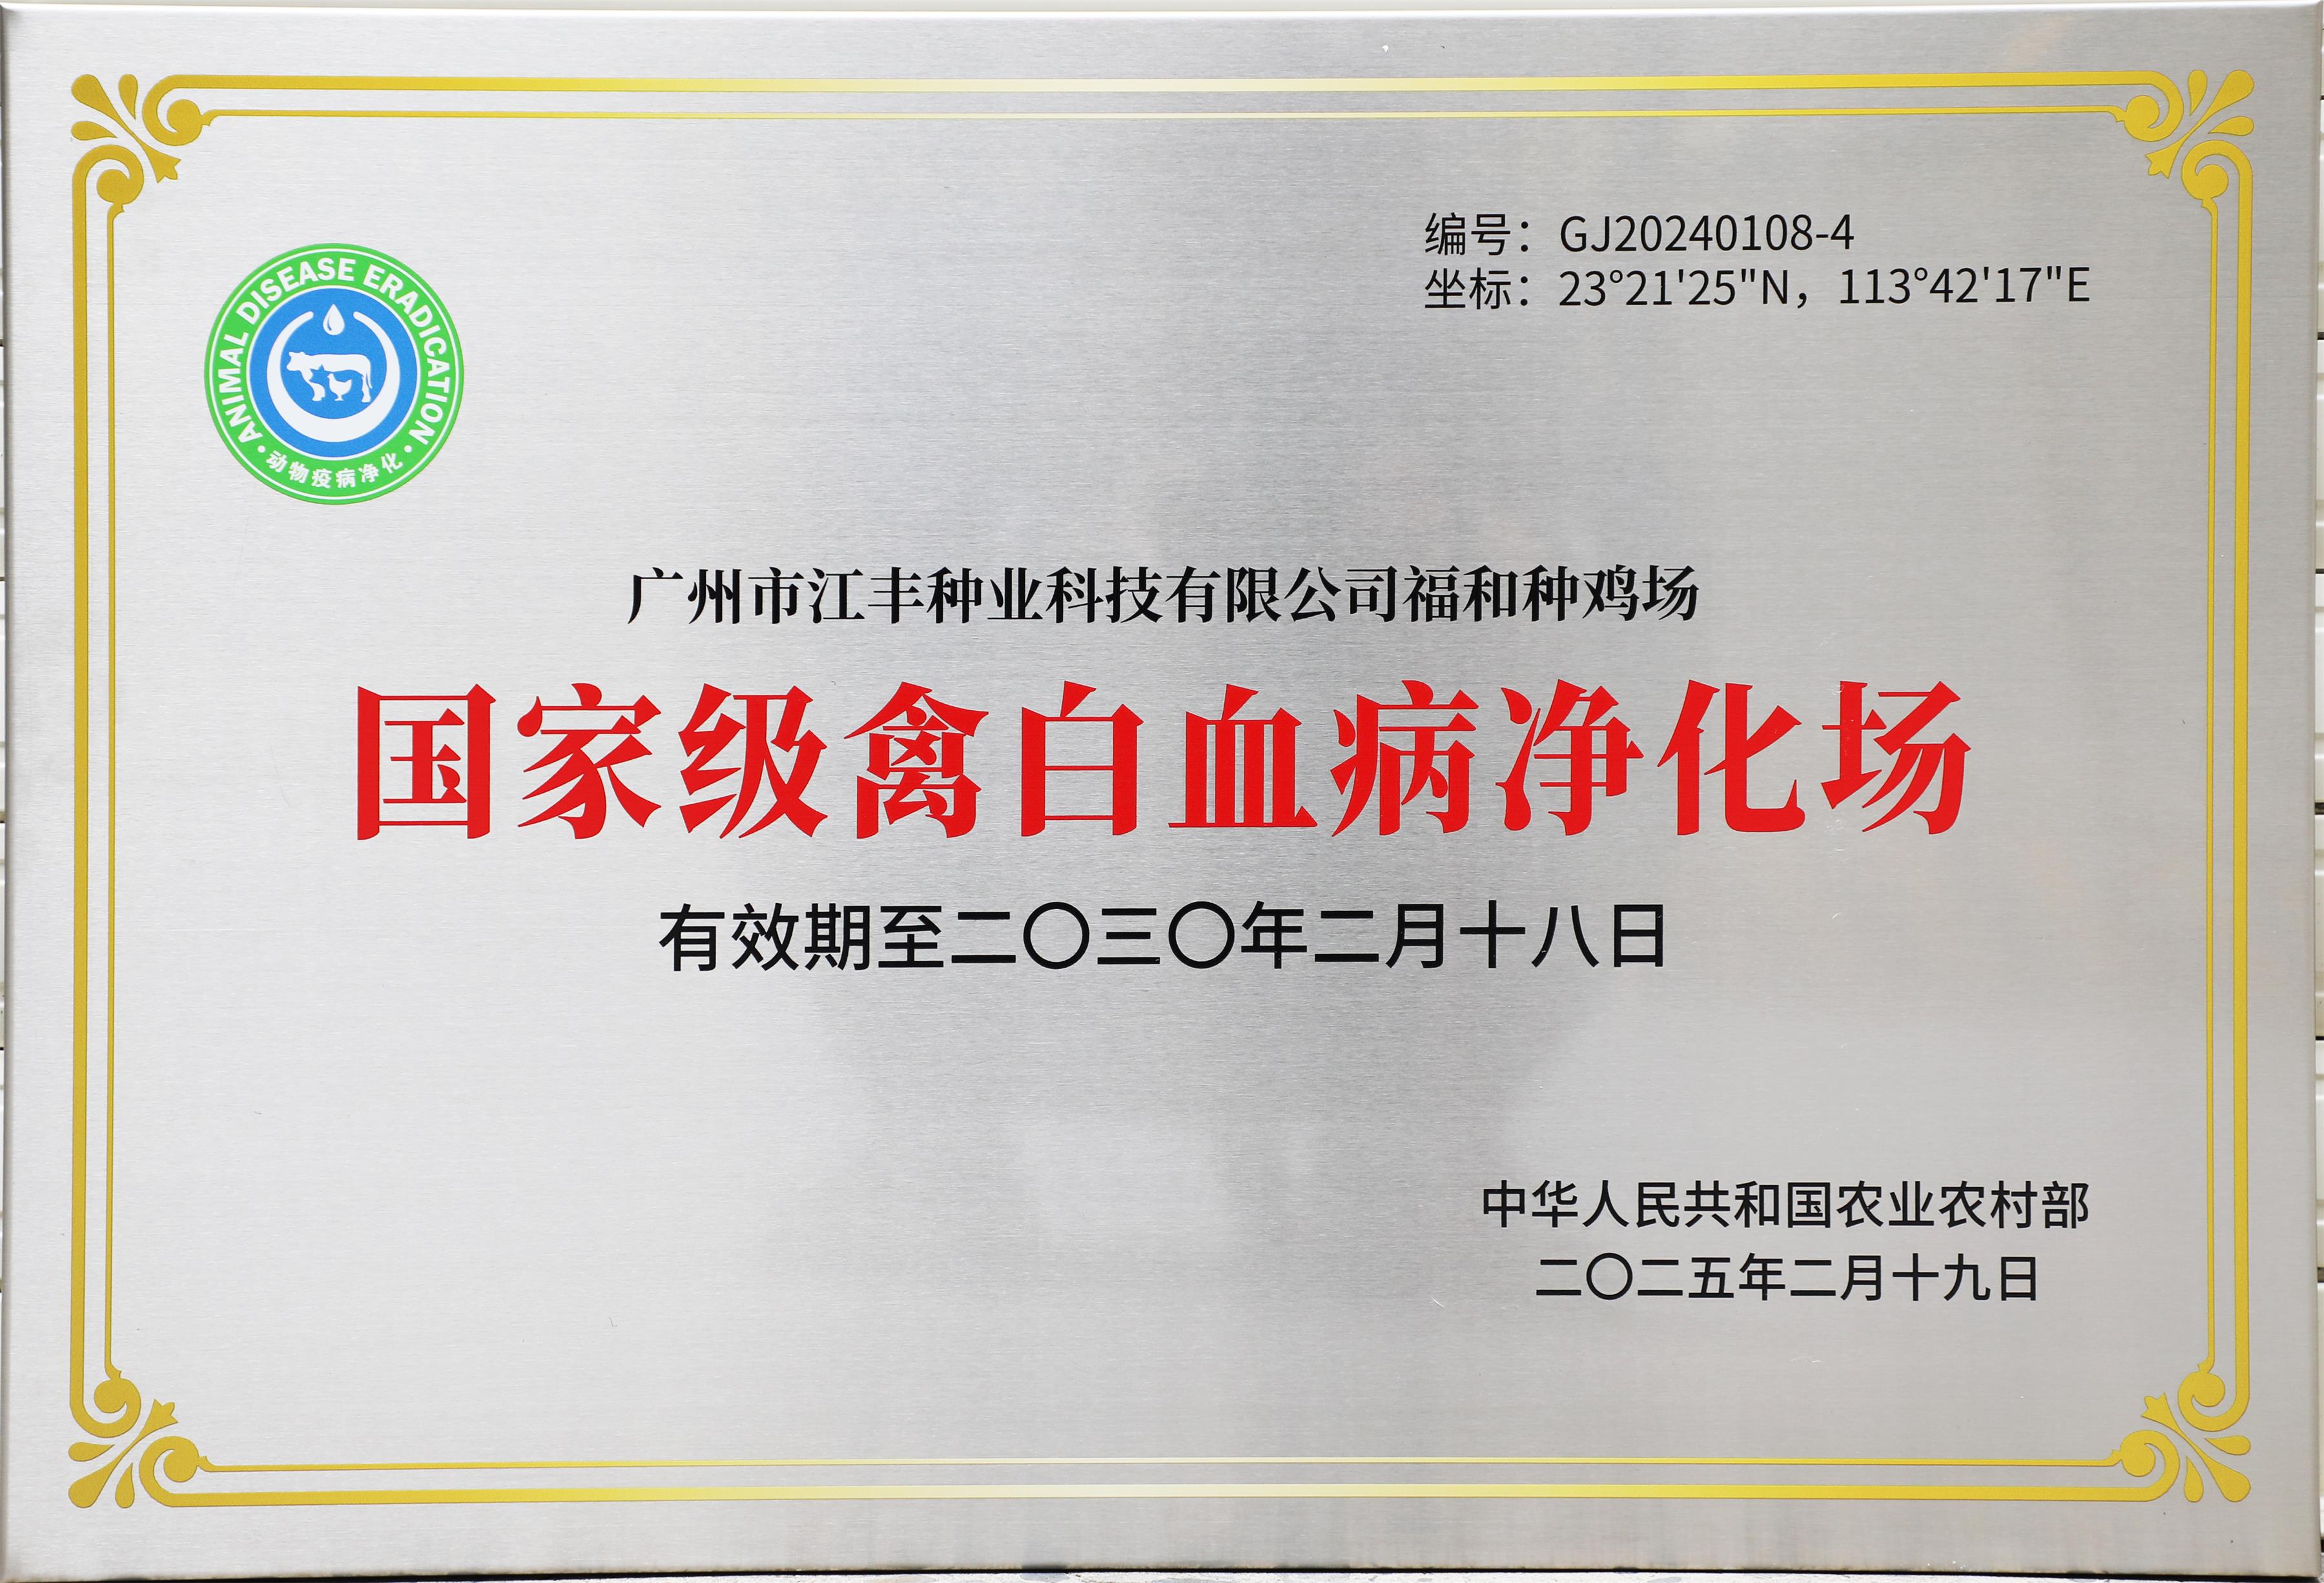 编号：GJ20240108-4
坐标：23°21'25"N，113°42'17"E
ANIMAL DISEASE ERADICATION
·动物疫病净化·
广州市江丰种业科技有限公司福和种鸡场
国家级禽白血病净化场
有效期至二〇三〇年二月十八日
中华人民共和国农业农村部
二〇二五年二月十九日